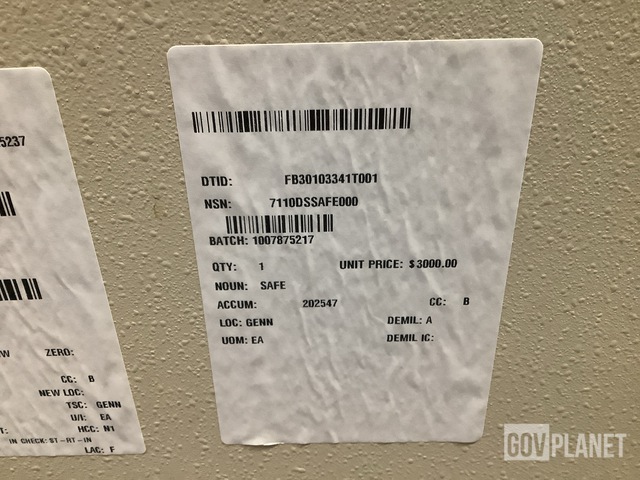 5237
W ZERO:
CC: B
NEW LOC:
TSC: GENN
U/I: EA
T: HCC: N1
IN CHECK: ST-RT-IN
LAC: F
DTID: FB30103341T001
NSN: 7110DSSAFE000
BATCH: 1007875217
QTY: 1 UNIT PRICE: $3000.00
NOUN: SAFE
ACCUM: 202547 CC: B
LOC: GENN DEMIL: A
UOM: EA DEMIL IC:
GOVPLANET